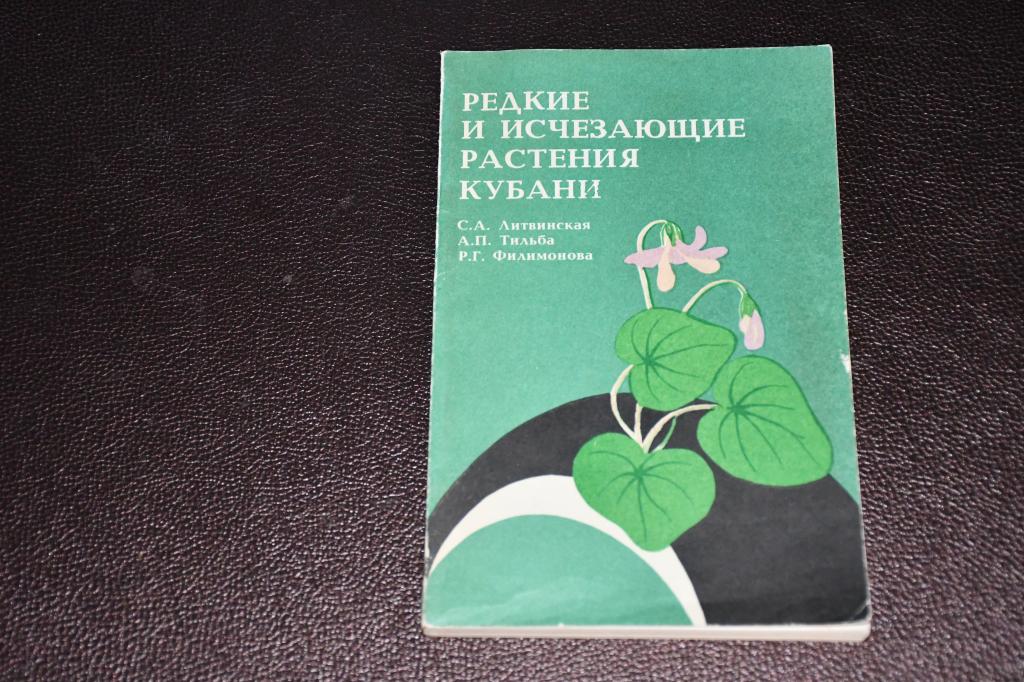 РЕДКИЕ
И ИСЧЕЗАЮЩИЕ
РАСТЕНИЯ
КУБАНИ
С.А. Литвинская
А.П. Тильба
Р.Г. Филимонова